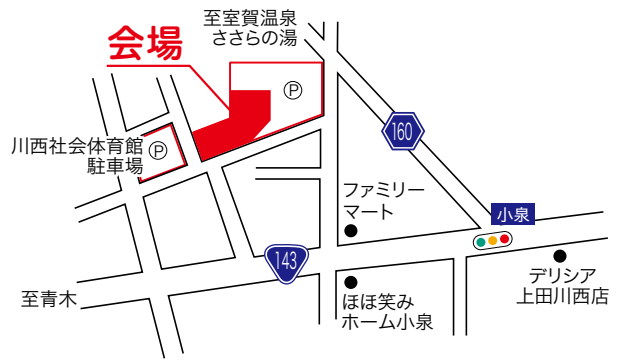 至室賀温泉
ささらの湯
会場
Ⓟ
160
川西社会体育館
駐車場
Ⓟ
ファミリー
マート
小泉
143
デリシア
上田川西店
至青木
ほほ笑み
ホーム小泉